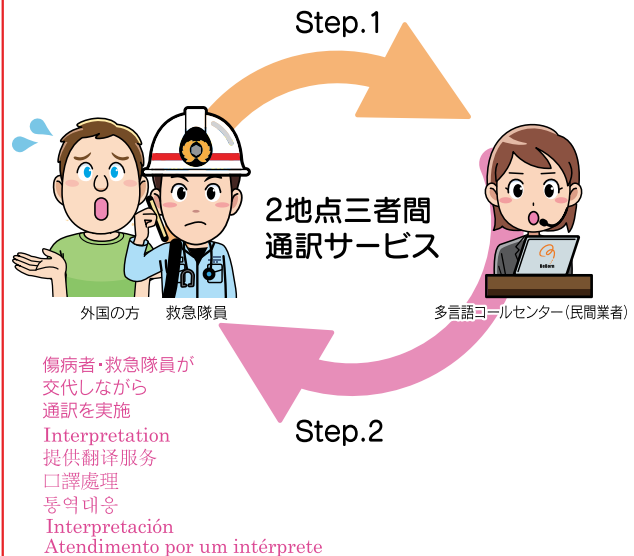 Step.1
2地点三者間
通訳サービス
BeBorn
外国の方
救急隊員
多言語コールセンター(民間業者)
傷病者・救急隊員が
交代しながら
通訳を実施
Interpretation
提供翻译服务
口譯處理
통역대응
Interpretación
Atendimento por um intérprete
Step.2